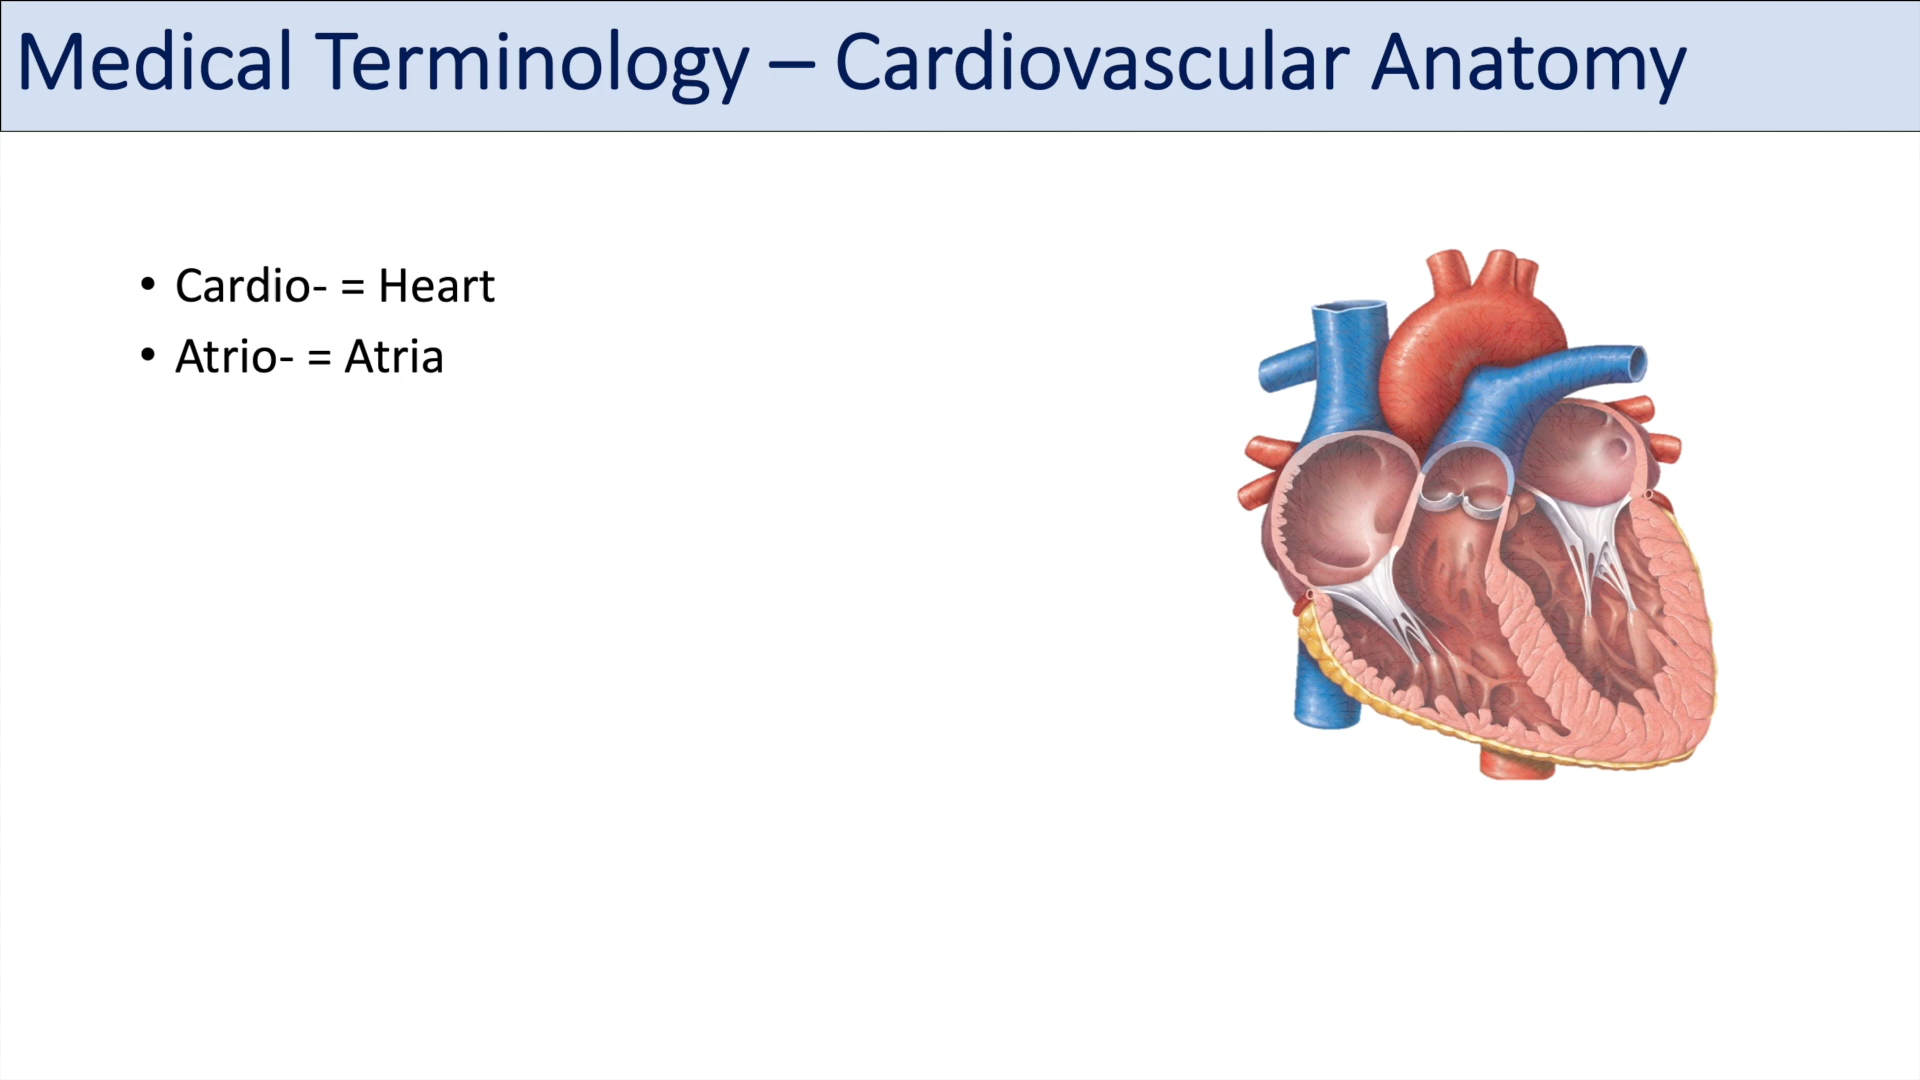 Medical Terminology – Cardiovascular Anatomy
• Cardio- = Heart
• Atrio- = Atria